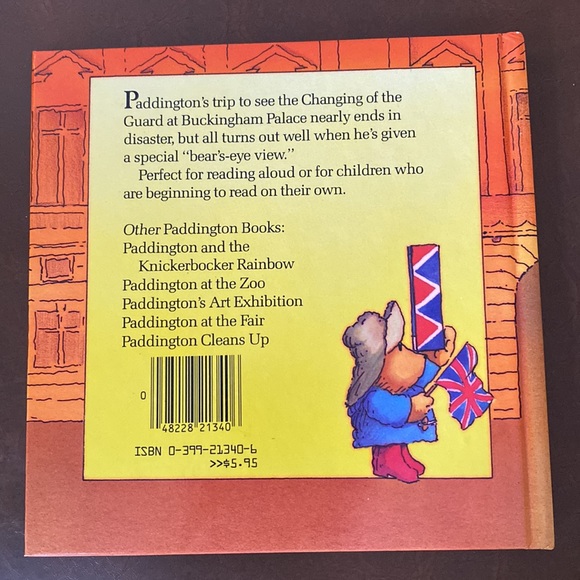 Paddington's trip to see the Changing of the
Guard at Buckingham Palace nearly ends in
disaster, but all turns out well when he's given
a special "bear's-eye view."
Perfect for reading aloud or for children who
are beginning to read on their own.
Other Paddington Books:
Paddington and the
Knickerbocker Rainbow
Paddington at the Zoo
Paddington's Art Exhibition
Paddington at the Fair
Paddington Cleans Up
0
48228 21340
ISBN 0-399-21340-6
>>$5.95